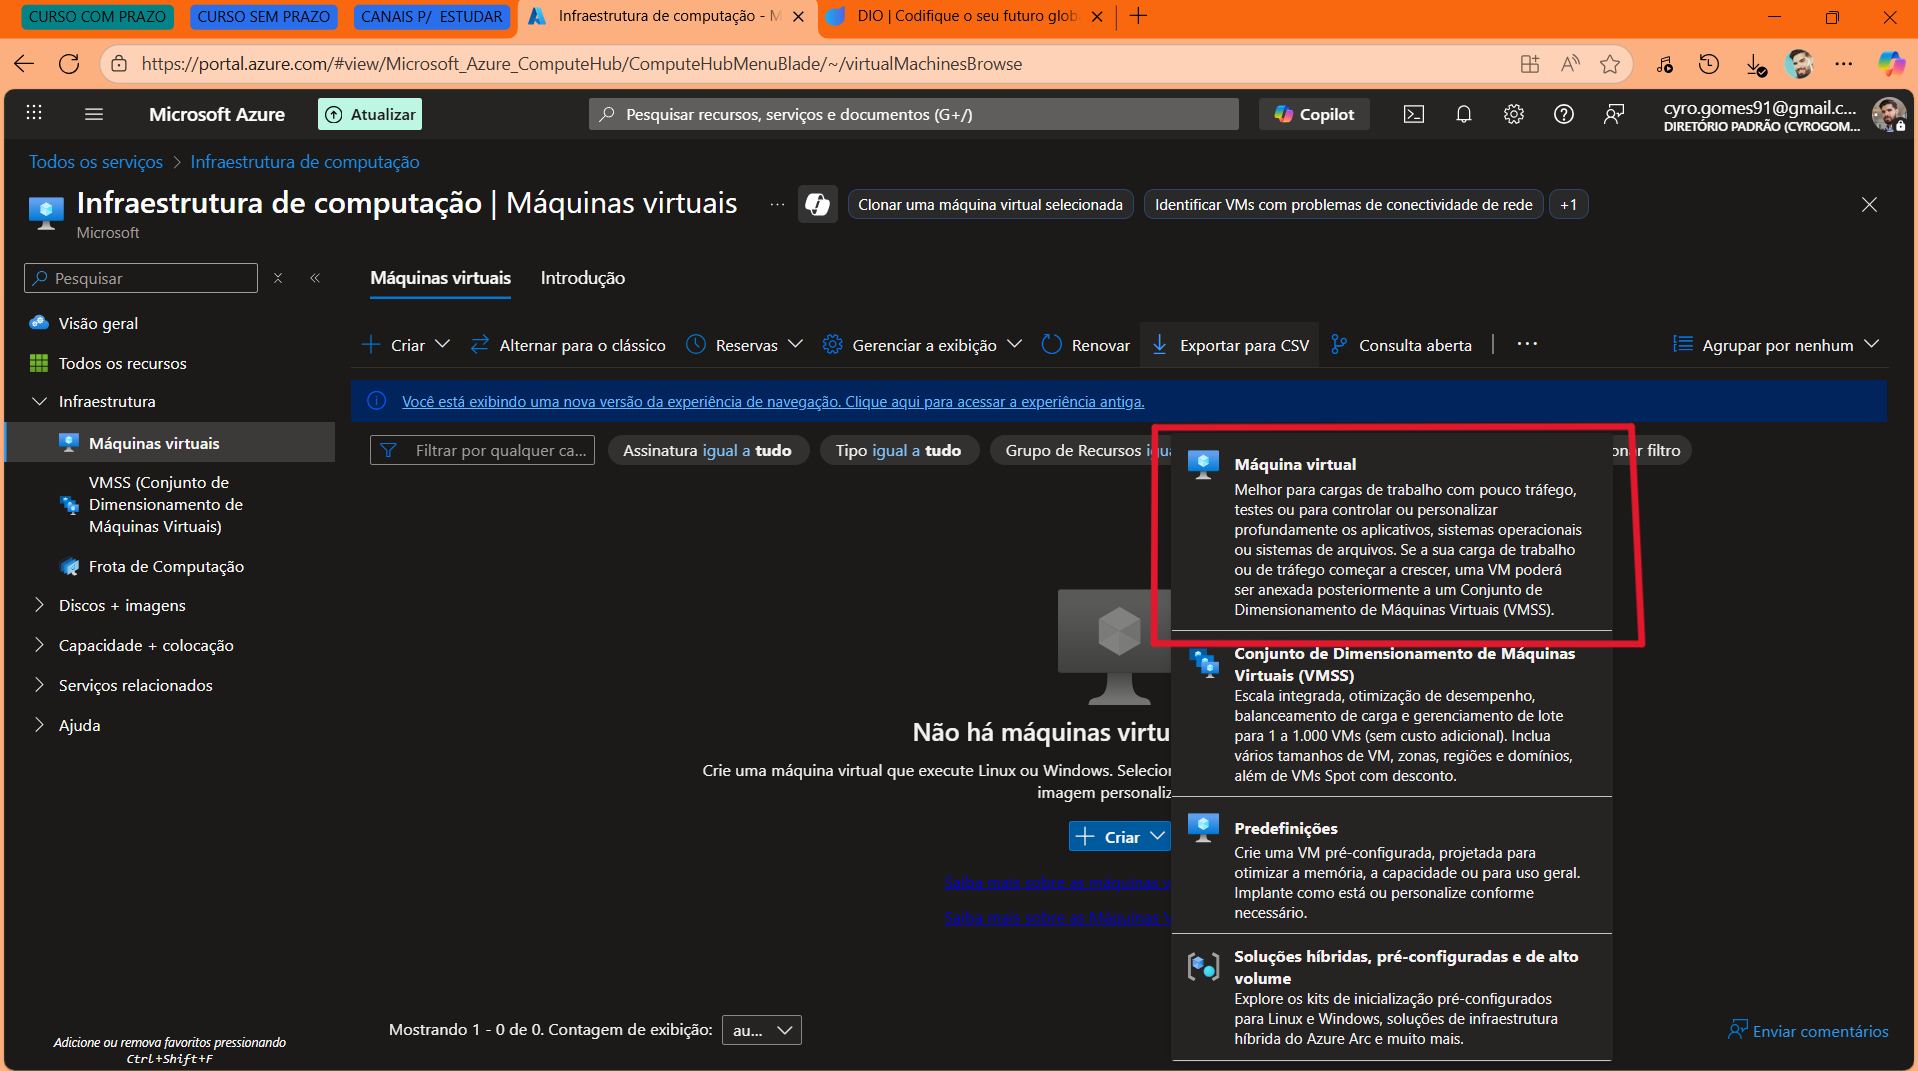 CURSO COM PRAZO
CURSO SEM PRAZO
CANAIS P/ ESTUDAR
Infraestrutura de computação - M
DIO | Codifique o seu futuro glob
https://portal.azure.com/#view/Microsoft_Azure_ComputeHub/ComputeHubMenuBlade/~/virtualMachinesBrowse
Microsoft Azure
Atualizar
Pesquisar recursos, serviços e documentos (G+/)
Copilot
cyro.gomes91@gmail.c...
DIRETÓRIO PADRÃO (CYROGOM...
Todos os serviços > Infraestrutura de computação
Infraestrutura de computação | Máquinas virtuais
Microsoft
...
Clonar uma máquina virtual selecionada
Identificar VMs com problemas de conectividade de rede
+1
Pesquisar
Visão geral
Todos os recursos
Infraestrutura
Máquinas virtuais
VMSS (Conjunto de
Dimensionamento de
Máquinas Virtuais)
Frota de Computação
Discos + imagens
Capacidade + colocação
Serviços relacionados
Ajuda
Adicione ou remova favoritos pressionando
Ctrl+Shift+F
Máquinas virtuais
Introdução
Criar
Alternar para o clássico
Reservas
Gerenciar a exibição
Renovar
Exportar para CSV
Consulta aberta
...
Agrupar por nenhum
Você está exibindo uma nova versão da experiência de navegação. Clique aqui para acessar a experiência antiga.
Filtrar por qualquer ca...
Assinatura igual a tudo
Tipo igual a tudo
Grupo de Recursos igua
onar filtro
Não há máquinas virtu
Crie uma máquina virtual que execute Linux ou Windows. Selecion
imagem personaliz
Criar
Saiba mais sobre as máquinas v
Saiba mais sobre as Máquinas V
Mostrando 1 - 0 de 0. Contagem de exibição:
au...
Máquina virtual
Melhor para cargas de trabalho com pouco tráfego,
testes ou para controlar ou personalizar
profundamente os aplicativos, sistemas operacionais
ou sistemas de arquivos. Se a sua carga de trabalho
ou de tráfego começar a crescer, uma VM poderá
ser anexada posteriormente a um Conjunto de
Dimensionamento de Máquinas Virtuais (VMSS).
Conjunto de Dimensionamento de Máquinas
Virtuais (VMSS)
Escala integrada, otimização de desempenho,
balanceamento de carga e gerenciamento de lote
para 1 a 1.000 VMs (sem custo adicional). Inclua
vários tamanhos de VM, zonas, regiões e domínios,
além de VMs Spot com desconto.
Predefinições
Crie uma VM pré-configurada, projetada para
otimizar a memória, a capacidade ou para uso geral.
Implante como está ou personalize conforme
necessário.
Soluções híbridas, pré-configuradas e de alto
volume
Explore os kits de inicialização pré-configurados
para Linux e Windows, soluções de infraestrutura
híbrida do Azure Arc e muito mais.
Enviar comentários